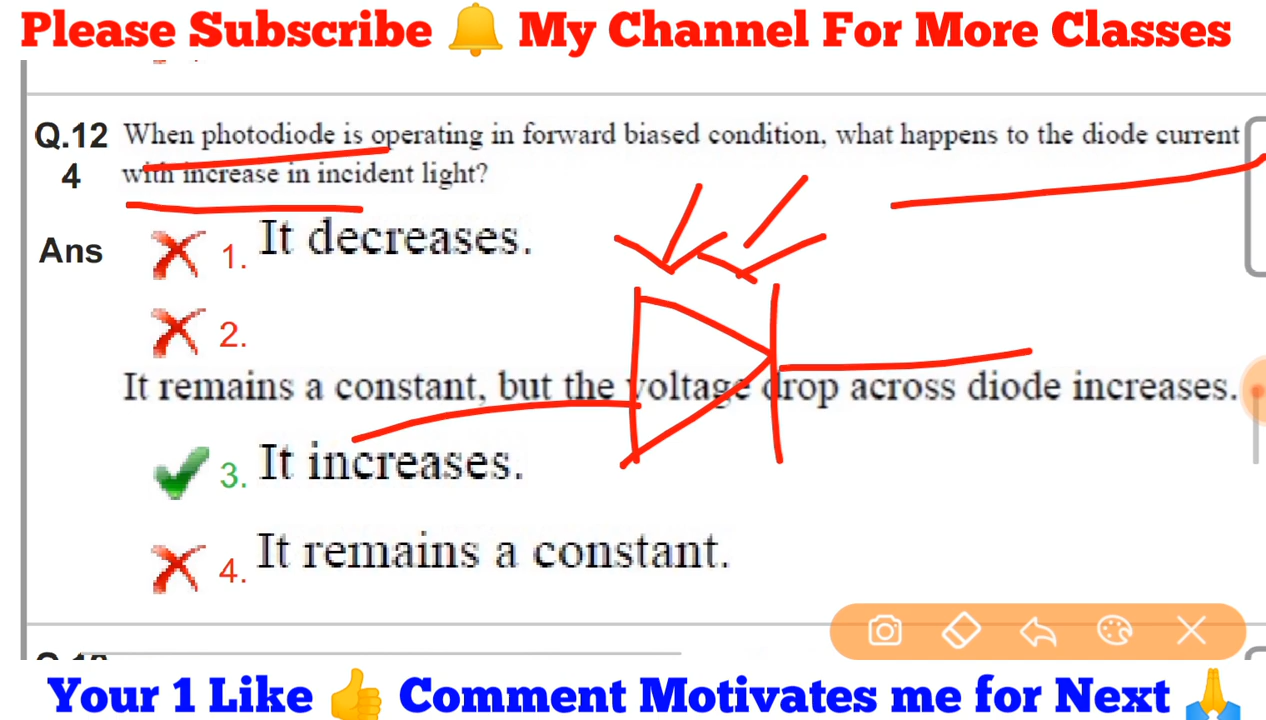 Please Subscribe 🔔 My Channel For More Classes
Q.12 When photodiode is operating in forward biased condition, what happens to the diode current
4 with increase in incident light?
Ans 1. It decreases.
2.
It remains a constant, but the voltage drop across diode increases.
3. It increases.
4. It remains a constant.
Your 1 Like 👍 Comment Motivates me for Next 🙏